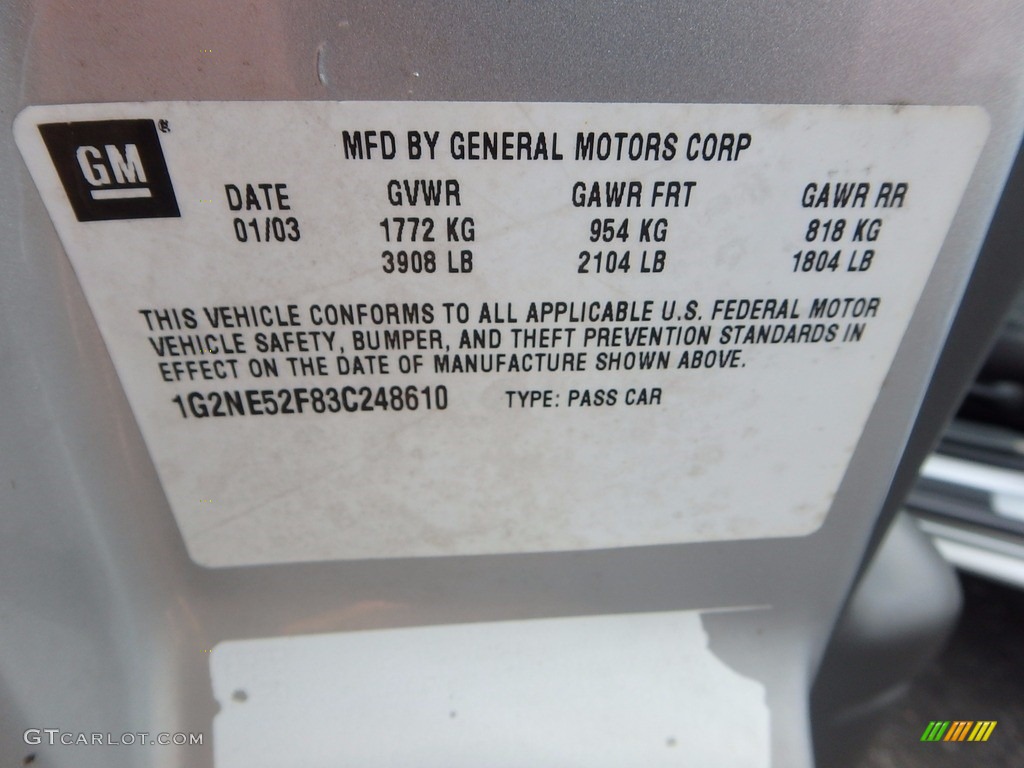 GM
MFD BY GENERAL MOTORS CORP
DATE GVWR GAWR FRT GAWR RR
01/03 1772 KG 954 KG 818 KG
3908 LB 2104 LB 1804 LB
THIS VEHICLE CONFORMS TO ALL APPLICABLE U.S. FEDERAL MOTOR
VEHICLE SAFETY, BUMPER, AND THEFT PREVENTION STANDARDS IN
EFFECT ON THE DATE OF MANUFACTURE SHOWN ABOVE.
1G2NE52F83C248610 TYPE: PASS CAR
GTCARLOT.COM